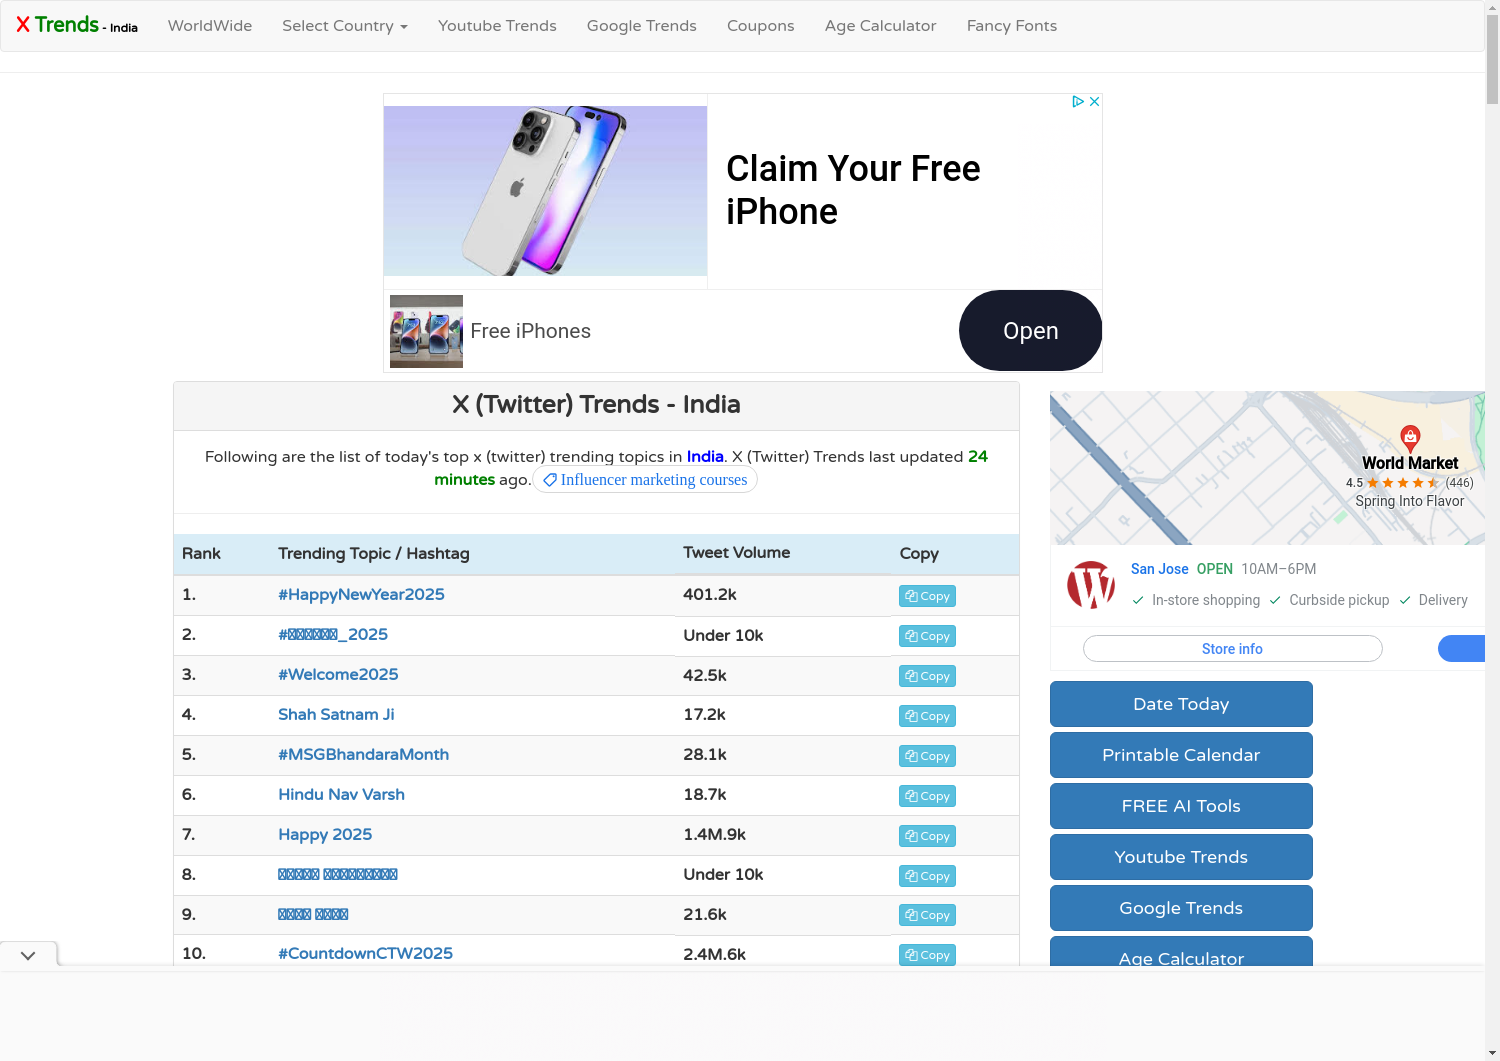 X Trends - India
WorldWide
Select Country
Youtube Trends
Google Trends
Coupons
Age Calculator
Fancy Fonts
Claim Your Free
iPhone
Free iPhones
Open
X (Twitter) Trends - India
Following are the list of today's top x (twitter) trending topics in India. X (Twitter) Trends last updated 24
minutes ago. Influencer marketing courses
Rank Trending Topic / Hashtag Tweet Volume Copy
1. #HappyNewYear2025 401.2k Copy
2. _2025 Under 10k Copy
3. #Welcome2025 42.5k Copy
4. Shah Satnam Ji 17.2k Copy
5. #MSGBhandaraMonth 28.1k Copy
6. Hindu Nav Varsh 18.7k Copy
7. Happy 2025 1.4M.9k Copy
8. Under 10k Copy
9. 21.6k Copy
10. #CountdownCTW2025 2.4M.6k Copy
World Market
4.5 (446)
Spring Into Flavor
San Jose OPEN 10AM–6PM
In-store shopping Curbside pickup Delivery
Store info
Date Today
Printable Calendar
FREE AI Tools
Youtube Trends
Google Trends
Age Calculator